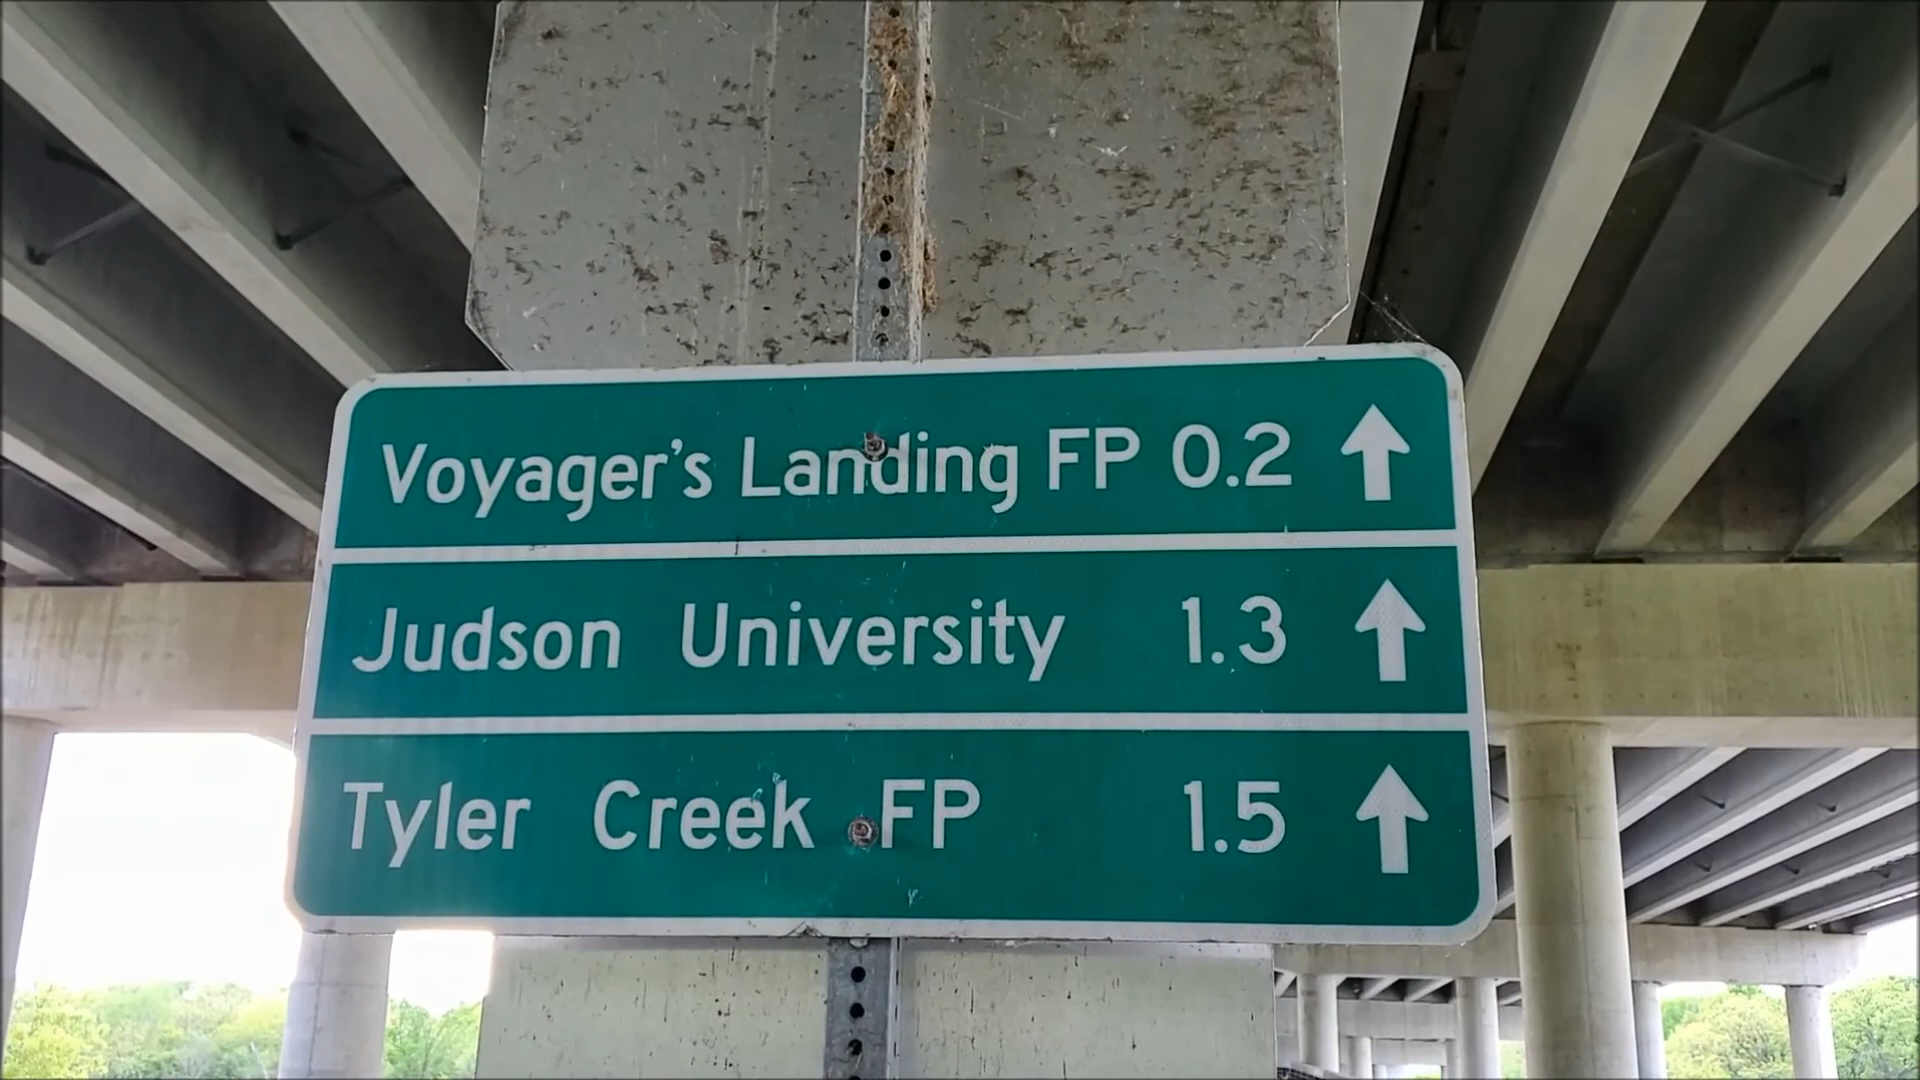 Voyager's Landing FP 0.2 ↑
Judson University 1.3 ↑
Tyler Creek FP 1.5 ↑